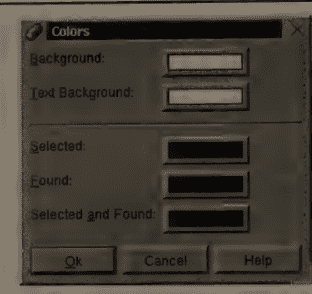 Colors
Background:
Text Background:
Selected:
Found:
Selected and Found:
Ok Cancel Help